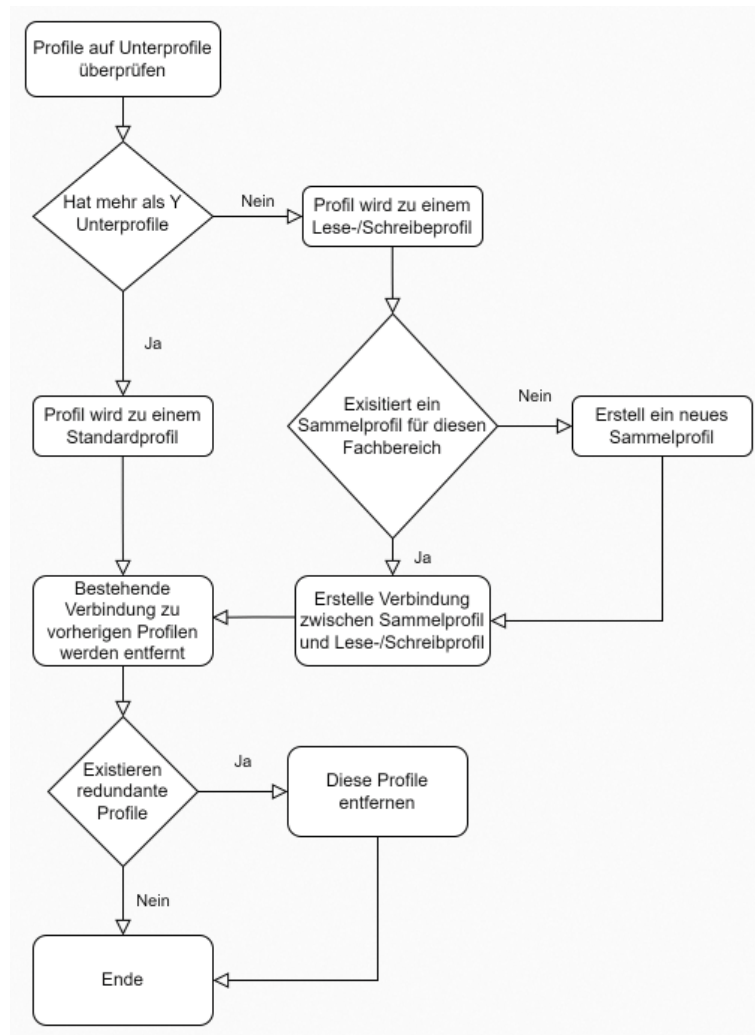 Profile auf Unterprofile
überprüfen
Hat mehr als Y
Unterprofile
Nein
Profil wird zu einem
Lese-/Schreibeprofil
Ja
Profil wird zu einem
Standardprofil
Exisitiert ein
Sammelprofil für diesen
Fachbereich
Nein
Erstell ein neues
Sammelprofil
Ja
Bestehende
Verbindung zu
vorherigen Profilen
werden entfernt
Erstelle Verbindung
zwischen Sammelprofil
und Lese-/Schreibprofil
Existieren
redundante
Profile
Ja
Diese Profile
entfernen
Nein
Ende